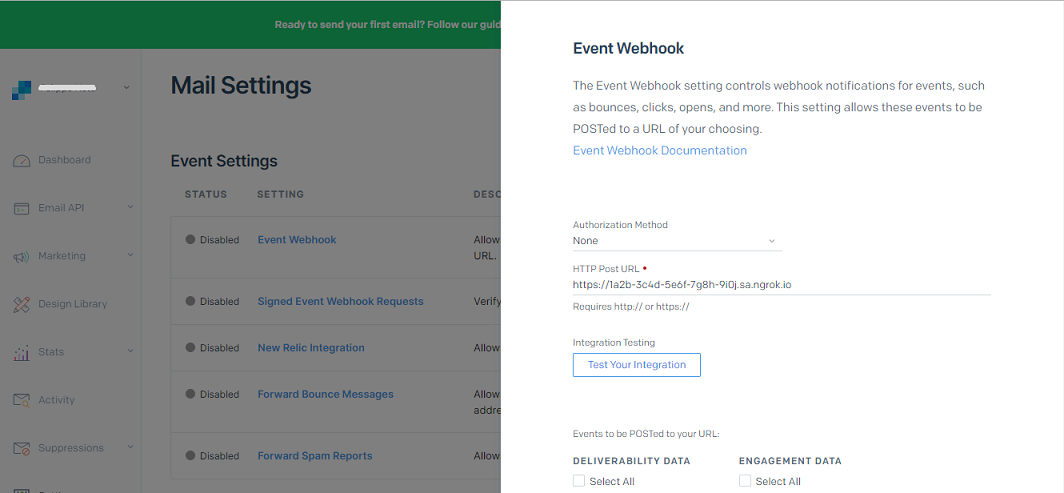 Ready to send your first email? Follow our guid
Mail Settings
Dashboard
Email API
Marketing
Design Library
Stats
Activity
Suppressions
Event Settings
STATUS SETTING DESC
Disabled Event Webhook Allow
URL.
Disabled Signed Event Webhook Requests Verify
Disabled New Relic Integration Allow
Disabled Forward Bounce Messages Allow
addre
Disabled Forward Spam Reports Allow
Event Webhook
The Event Webhook setting controls webhook notifications for events, such
as bounces, clicks, opens, and more. This setting allows these events to be
POSTed to a URL of your choosing.
Event Webhook Documentation
Authorization Method
None
HTTP Post URL •
https://1a2b-3c4d-5e6f-7g8h-9i0j.sa.ngrok.io
Requires http:// or https://
Integration Testing
Test Your Integration
Events to be POSTed to your URL:
DELIVERABILITY DATA ENGAGEMENT DATA
Select All Select All